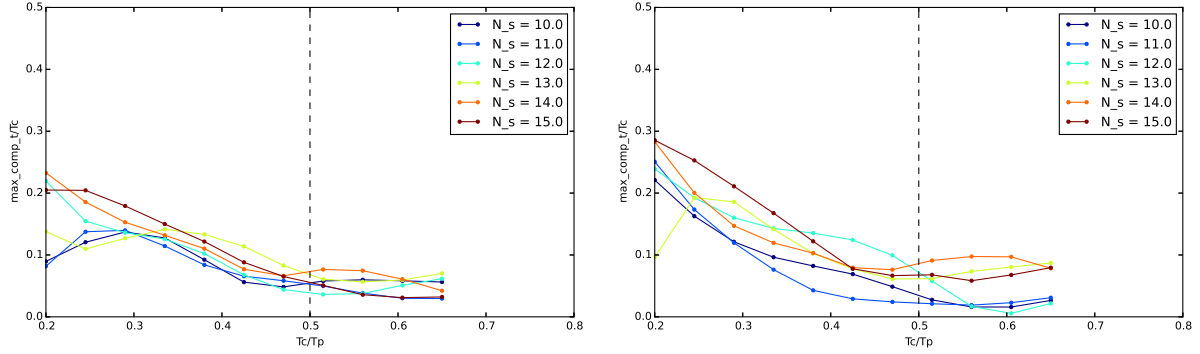 0.5
0.4
0.3
0.2
0.1
0.0
max_comp_t/Tc
N_s = 10.0
N_s = 11.0
N_s = 12.0
N_s = 13.0
N_s = 14.0
N_s = 15.0
0.2 0.3 0.4 0.5 0.6 0.7 0.8
Tc/Tp
0.5
0.4
0.3
0.2
0.1
0.0
max_comp_t/Tc
N_s = 10.0
N_s = 11.0
N_s = 12.0
N_s = 13.0
N_s = 14.0
N_s = 15.0
0.2 0.3 0.4 0.5 0.6 0.7 0.8
Tc/Tp